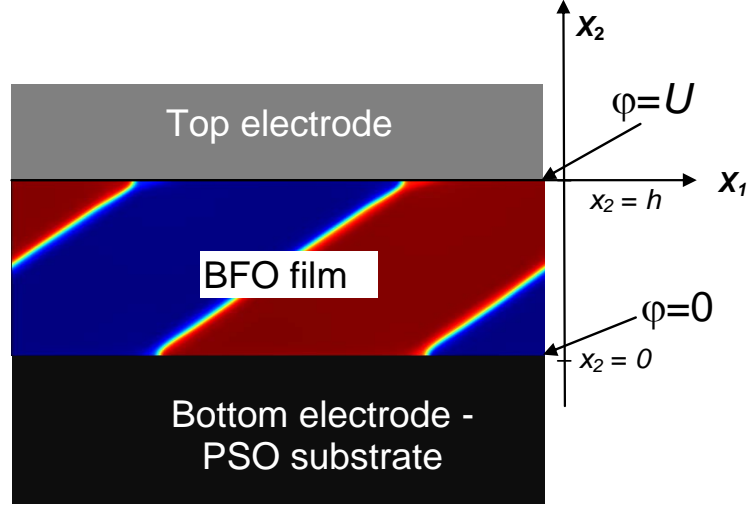 X₂
φ=U
Top electrode
X₁
x₂ = h
BFO film
φ=0
x₂ = 0
Bottom electrode -
PSO substrate